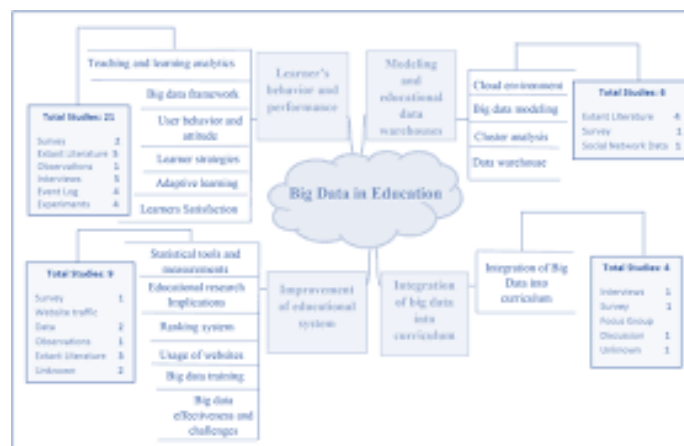 Teaching and learning analytics
Big data framework
User behavior and
attitude
Learner strategies
Adaptive learning
Learners Satisfaction
Learner's
behavior and
performance
Total Studies: 21
Survey 2
Extant Literature 5
Observations 1
Interviews 5
Event Log 4
Experiments 4
Modeling
and
educational
data
warehouses
Cloud environment
Big data modeling
Cluster analysis
Data warehouse
Total Studies: 6
Extant Literature 4
Survey 1
Social Network Data 1
Big Data in Education
Statistical tools and
measurements
Educational research
Implications
Ranking system
Usage of websites
Big data training
Big data
effectiveness and
challenges
Improvement
of educational
system
Total Studies: 9
Survey 1
Website traffic
Data 2
Observations 1
Extant Literature 3
Unknown 2
Integration
of big data
into
curriculum
Integration of Big
Data into
curriculum
Total Studies: 4
Interviews 1
Survey 1
Focus Group
Discussion 1
Unknown 1